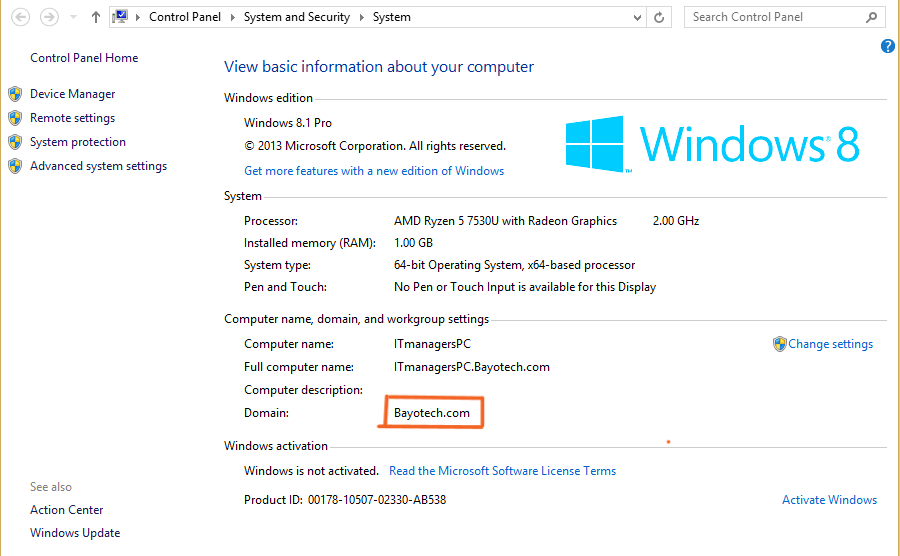 Control Panel System and Security System
Search Control Panel
?
Control Panel Home
Device Manager
Remote settings
System protection
Advanced system settings
View basic information about your computer
Windows edition
Windows 8.1 Pro
© 2013 Microsoft Corporation. All rights reserved.
Get more features with a new edition of Windows
Windows® 8
™
System
Processor: AMD Ryzen 5 7530U with Radeon Graphics 2.00 GHz
Installed memory (RAM): 1.00 GB
System type: 64-bit Operating System, x64-based processor
Pen and Touch: No Pen or Touch Input is available for this Display
Computer name, domain, and workgroup settings
Computer name: ITmanagersPC
Change settings
Full computer name: ITmanagersPC.Bayotech.com
Computer description:
Domain: Bayotech.com
Windows activation
Windows is not activated. Read the Microsoft Software License Terms
Product ID: 00178-10507-02330-AB538
Activate Windows
See also
Action Center
Windows Update